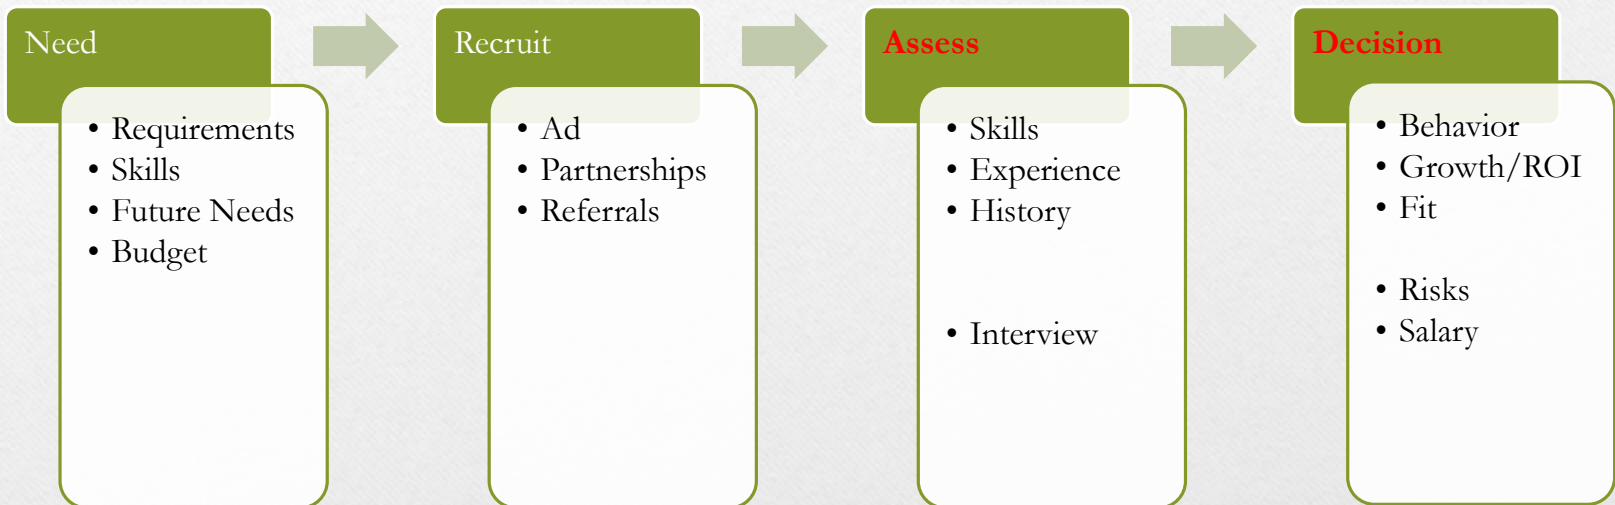 Need
• Requirements
• Skills
• Future Needs
• Budget
Recruit
• Ad
• Partnerships
• Referrals
Assess
• Skills
• Experience
• History
• Interview
Decision
• Behavior
• Growth/ROI
• Fit
• Risks
• Salary